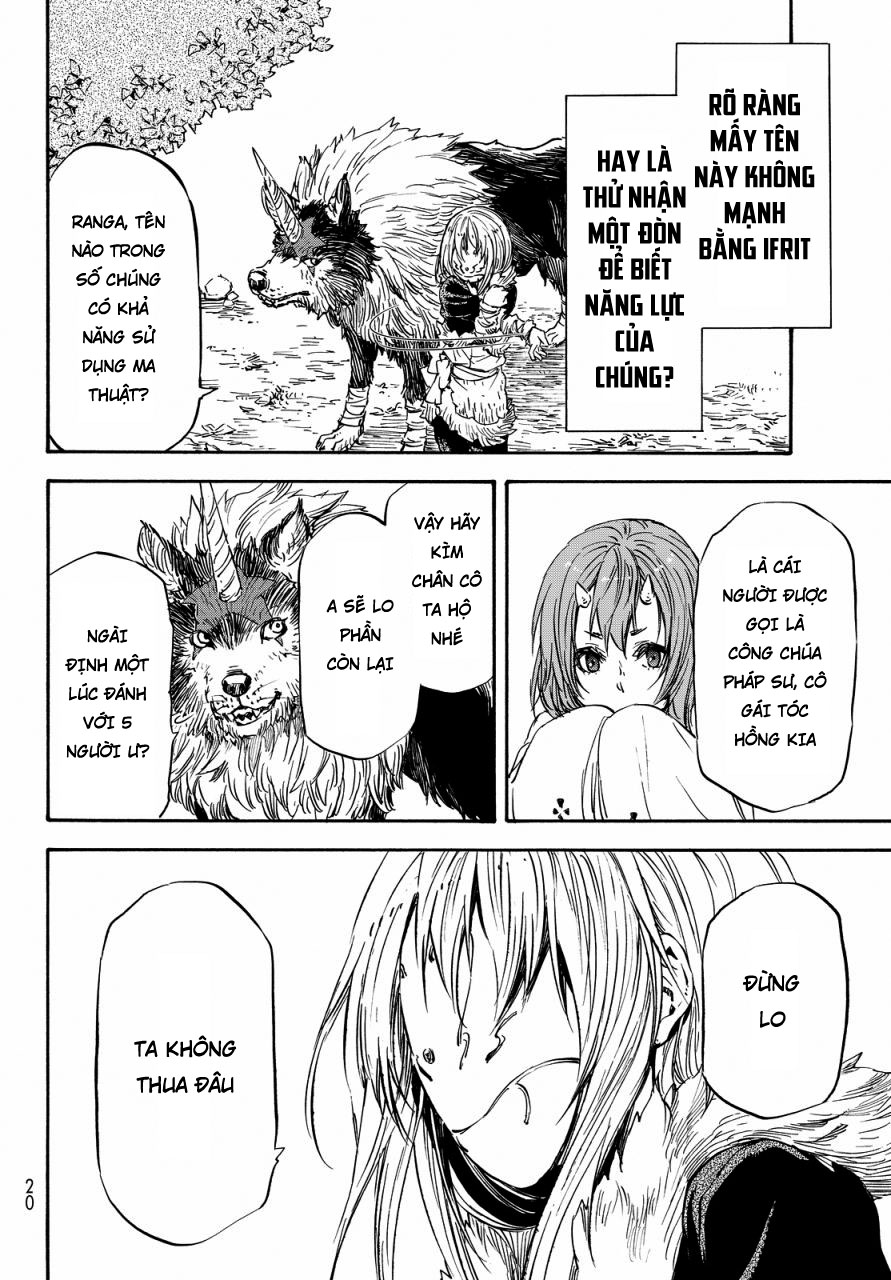 RÕ RÀNG
MẤY TÊN
NÀY KHÔNG
MẠNH
BẰNG IFRIT
HAY LÀ
THỬ NHẬN
MỘT ĐÒN
ĐỂ BIẾT
NĂNG LỰC
CỦA
CHÚNG?
RANGA, TÊN
NÀO TRONG
SỐ CHÚNG
CÓ KHẢ
NĂNG SỬ
DỤNG MA
THUẬT?
LÀ CÁI
NGƯỜI ĐƯỢC
GỌI LÀ
CÔNG CHÚA
PHÁP SƯ, CÔ
GÁI TÓC
HỒNG KIA
VẬY HÃY
KÌM
CHÂN CÔ
TA HỘ
NHÉ
A SẼ LO
PHẦN
CÒN LẠI
NGÀI
ĐỊNH MỘT
LÚC ĐÁNH
VỚI 5
NGƯỜI Ư?
ĐỪNG
LO
TA KHÔNG
THUA ĐÂU
20